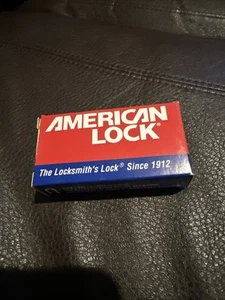 AMERICAN
LOCK®
The Locksmith's Lock® Since 1912